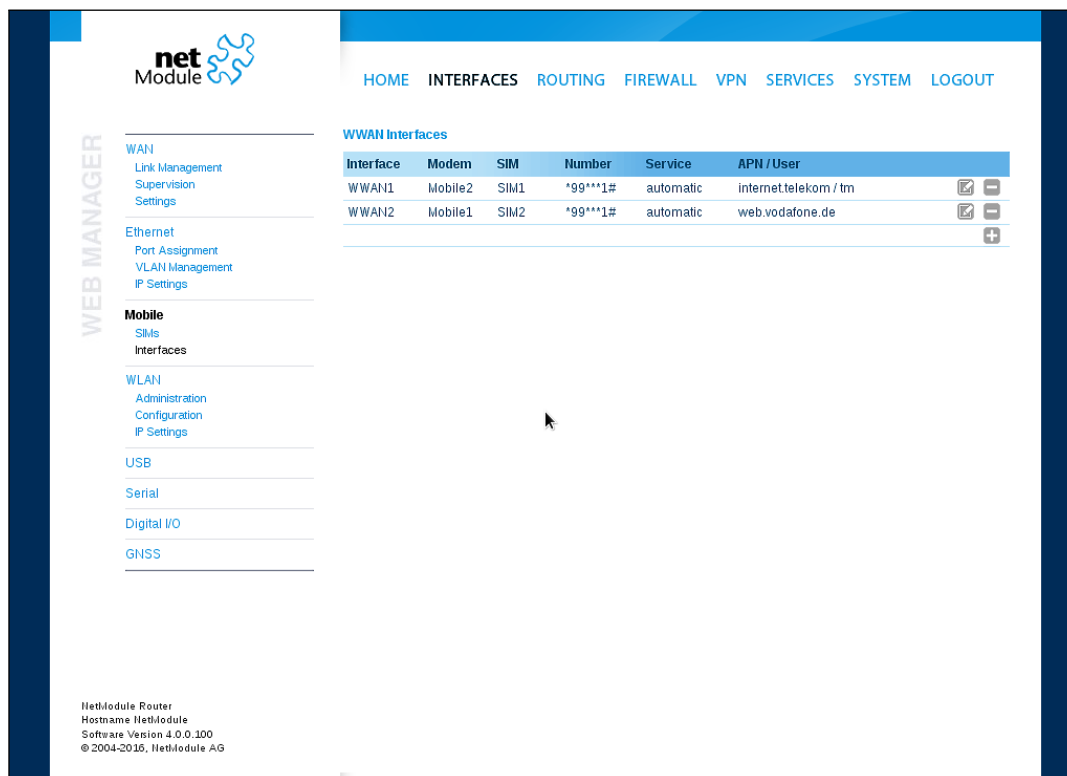 net
Module
HOME INTERFACES ROUTING FIREWALL VPN SERVICES SYSTEM LOGOUT
WEB MANAGER
WAN
Link Management
Supervision
Settings
Ethernet
Port Assignment
VLAN Management
IP Settings
Mobile
SIMs
Interfaces
WLAN
Administration
Configuration
IP Settings
USB
Serial
Digital I/O
GNSS
WWAN Interfaces
Interface Modem SIM Number Service APN / User
WWAN1 Mobile2 SIM1 *99***1# automatic internet.telekom / tm
WWAN2 Mobile1 SIM2 *99***1# automatic web.vodafone.de
NetModule Router
Hostname NetModule
Software Version 4.0.0.100
© 2004-2016, NetModule AG